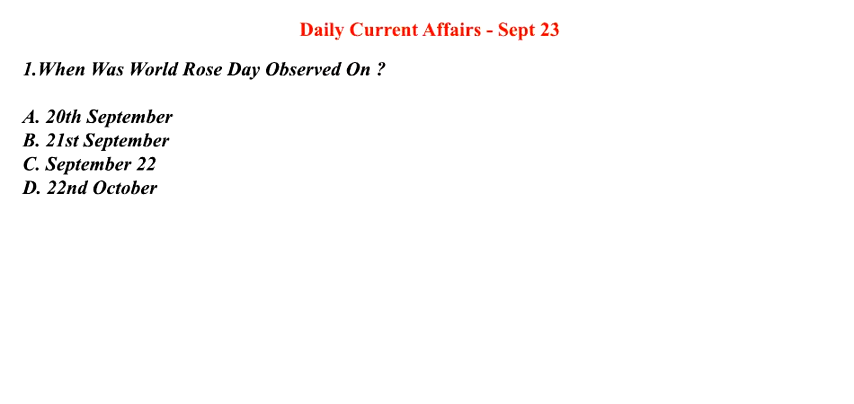 Daily Current Affairs - Sept 23
1.When Was World Rose Day Observed On ?
A. 20th September
B. 21st September
C. September 22
D. 22nd October